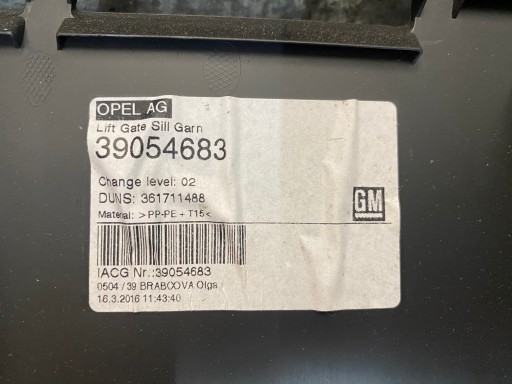 OPEL AG
Lift Gate Sill Garn
39054683
Change level: 02
DUNS: 361711488
GM
Material: >PP-PE + T15<
IACG Nr.:39054683
0504 / 39 BRABCOVA Olga
16.3.2016 11:43:40